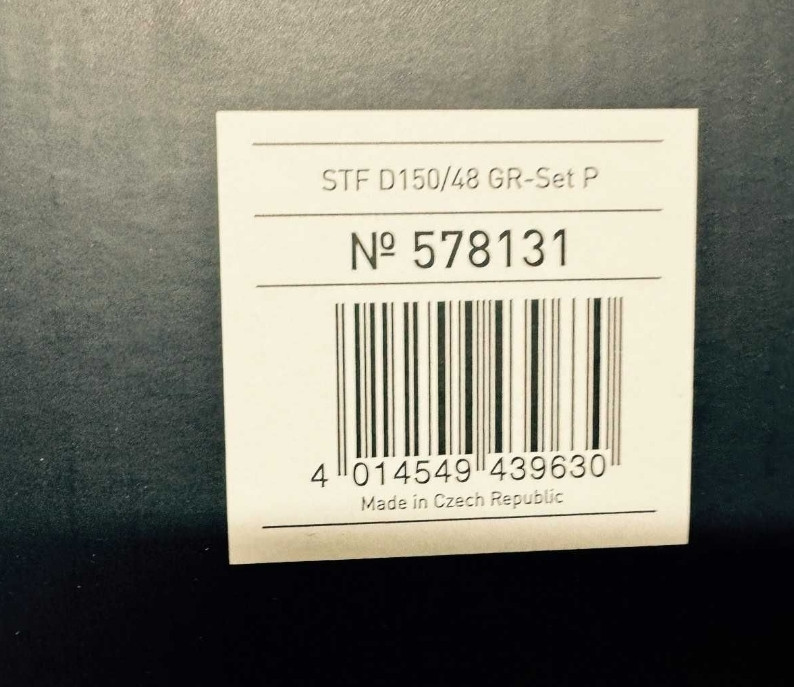 STF D150/48 GR-Set P
Nº 578131
4 014549 439630
Made in Czech Republic